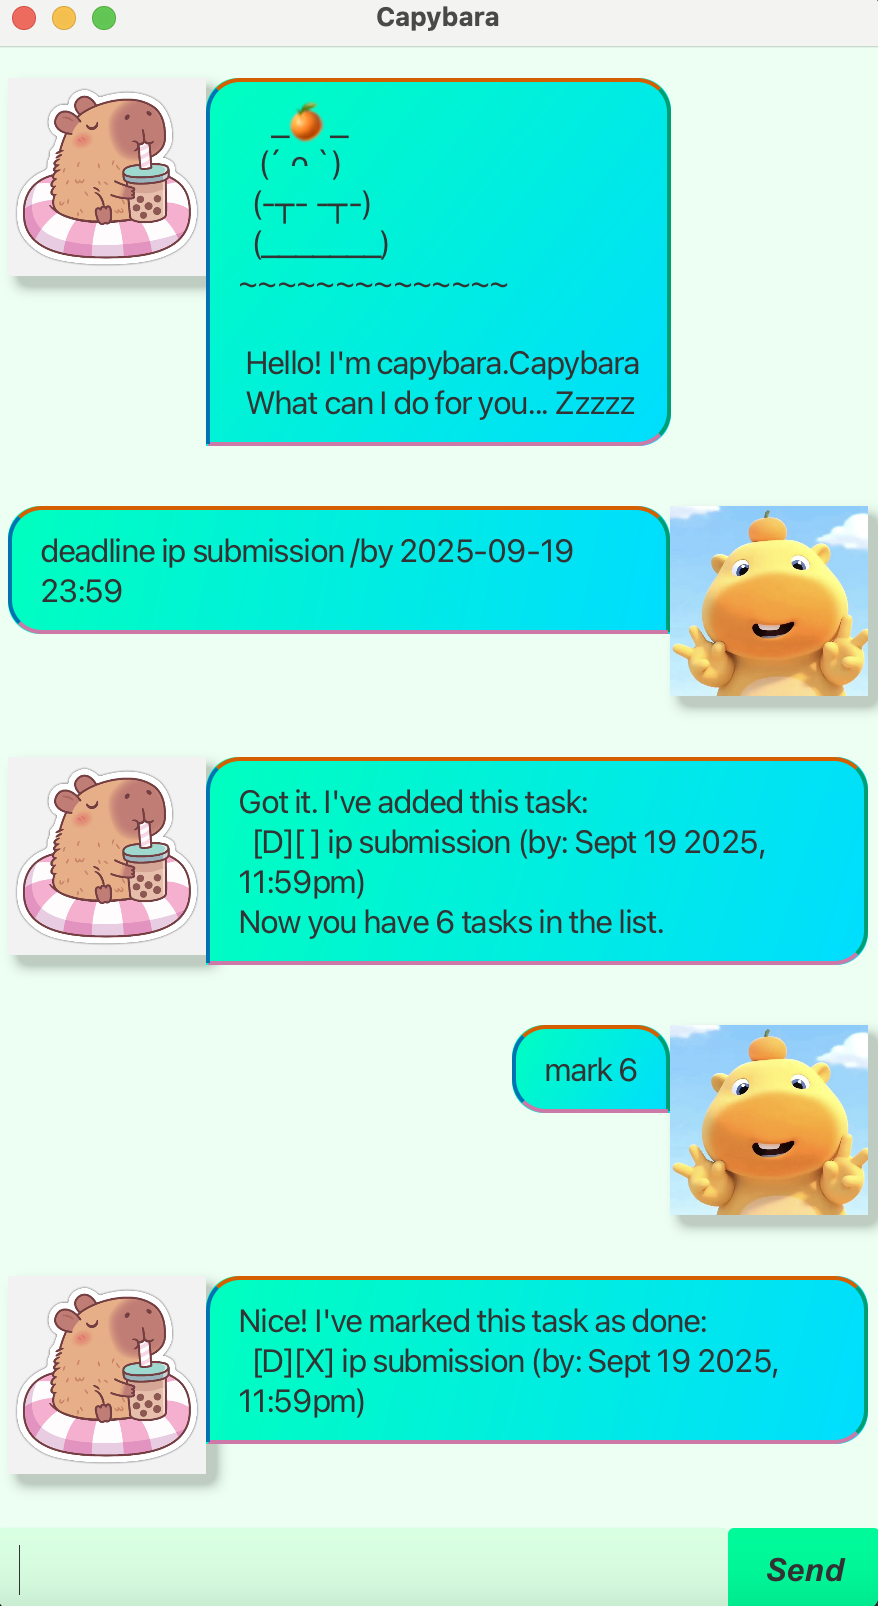 Capybara
_🍊_
(´ ᴖ `)
(-┬- -┬-)
(_________)
~~~~~~~~~~~~~~
Hello! I'm capybara.Capybara
What can I do for you... Zzzzz
deadline ip submission /by 2025-09-19
23:59
Got it. I've added this task:
[D][ ] ip submission (by: Sept 19 2025,
11:59pm)
Now you have 6 tasks in the list.
mark 6
Nice! I've marked this task as done:
[D][X] ip submission (by: Sept 19 2025,
11:59pm)
Send